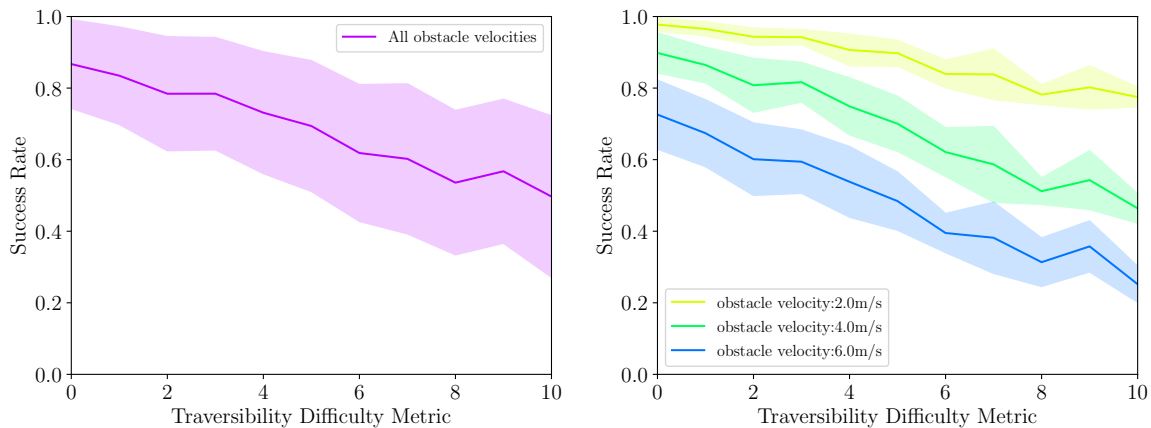 1.0
0.8
0.6
0.4
0.2
0.0
Success Rate
All obstacle velocities
0 2 4 6 8 10
Traversibility Difficulty Metric
1.0
0.8
0.6
0.4
0.2
0.0
Success Rate
obstacle velocity:2.0m/s
obstacle velocity:4.0m/s
obstacle velocity:6.0m/s
0 2 4 6 8 10
Traversibility Difficulty Metric